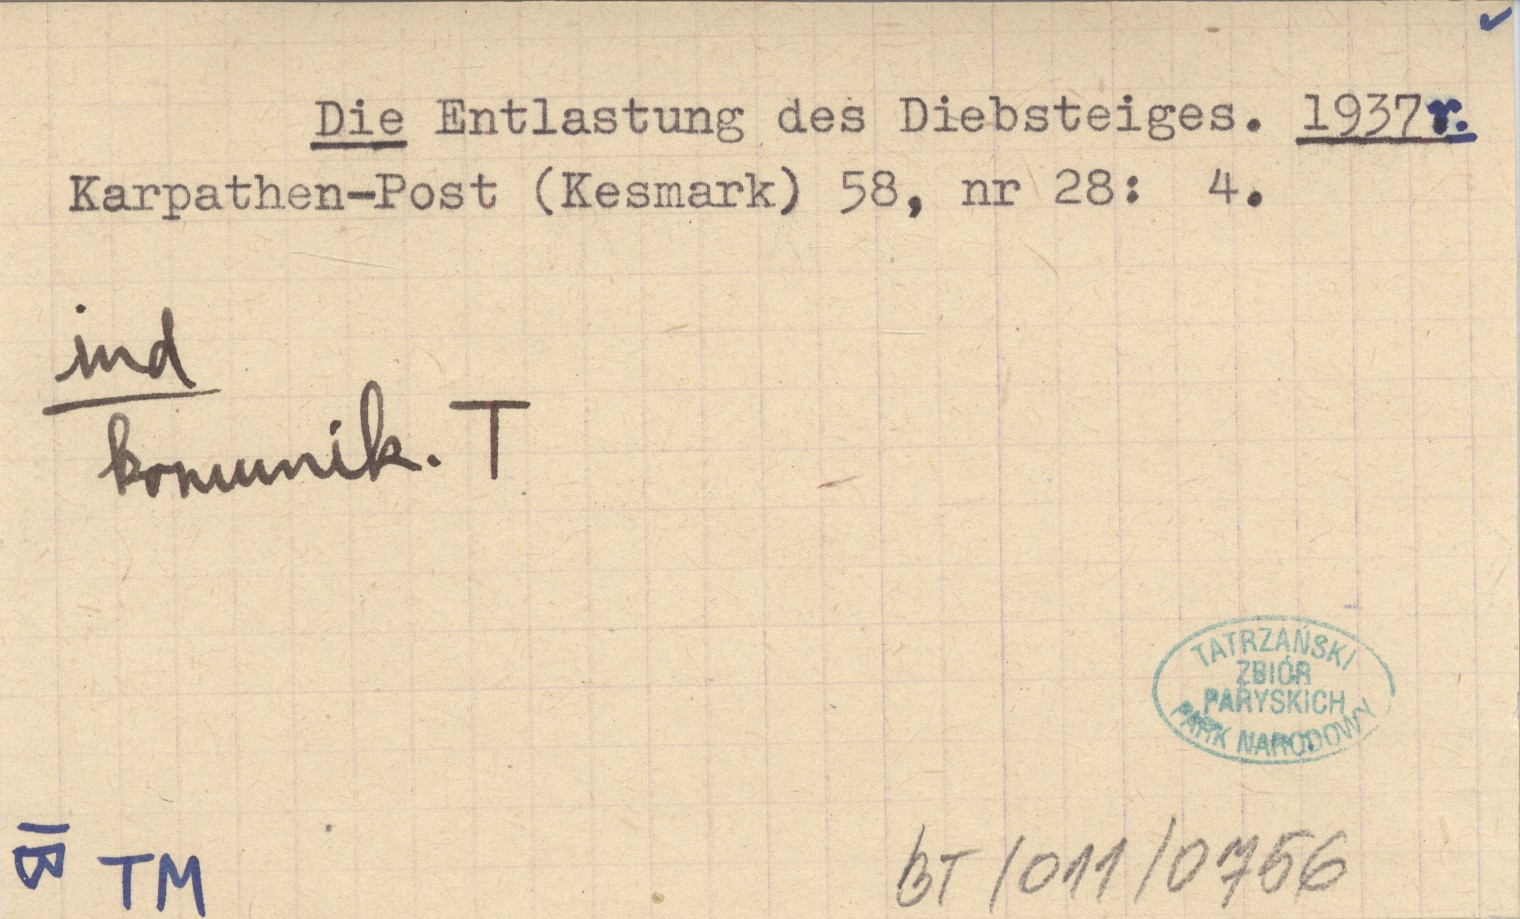 Die Entlastung des Diebsteiges. 1937r.
Karpathen-Post (Kesmark) 58, nr 28: 4.
ind
komunik. T
TATRZAŃSKI
ZBIÓR
PARYSKICH
PARK NARODOWY
TM
BT/011/0756